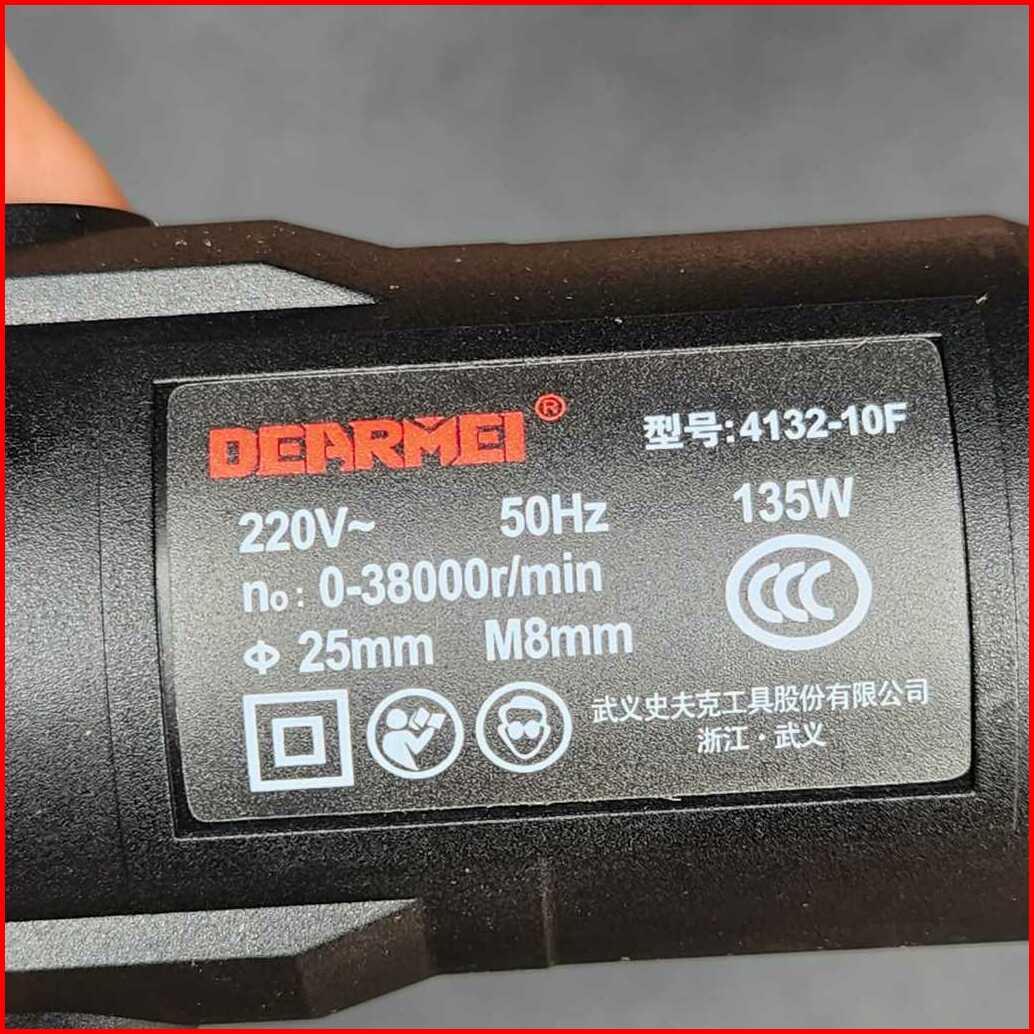 DEARMEI® 型号:4132-10F
220V~ 50Hz 135W
n₀: 0-38000r/min
CCC
Φ 25mm M8mm
武义史夫克工具股份有限公司
浙江·武义